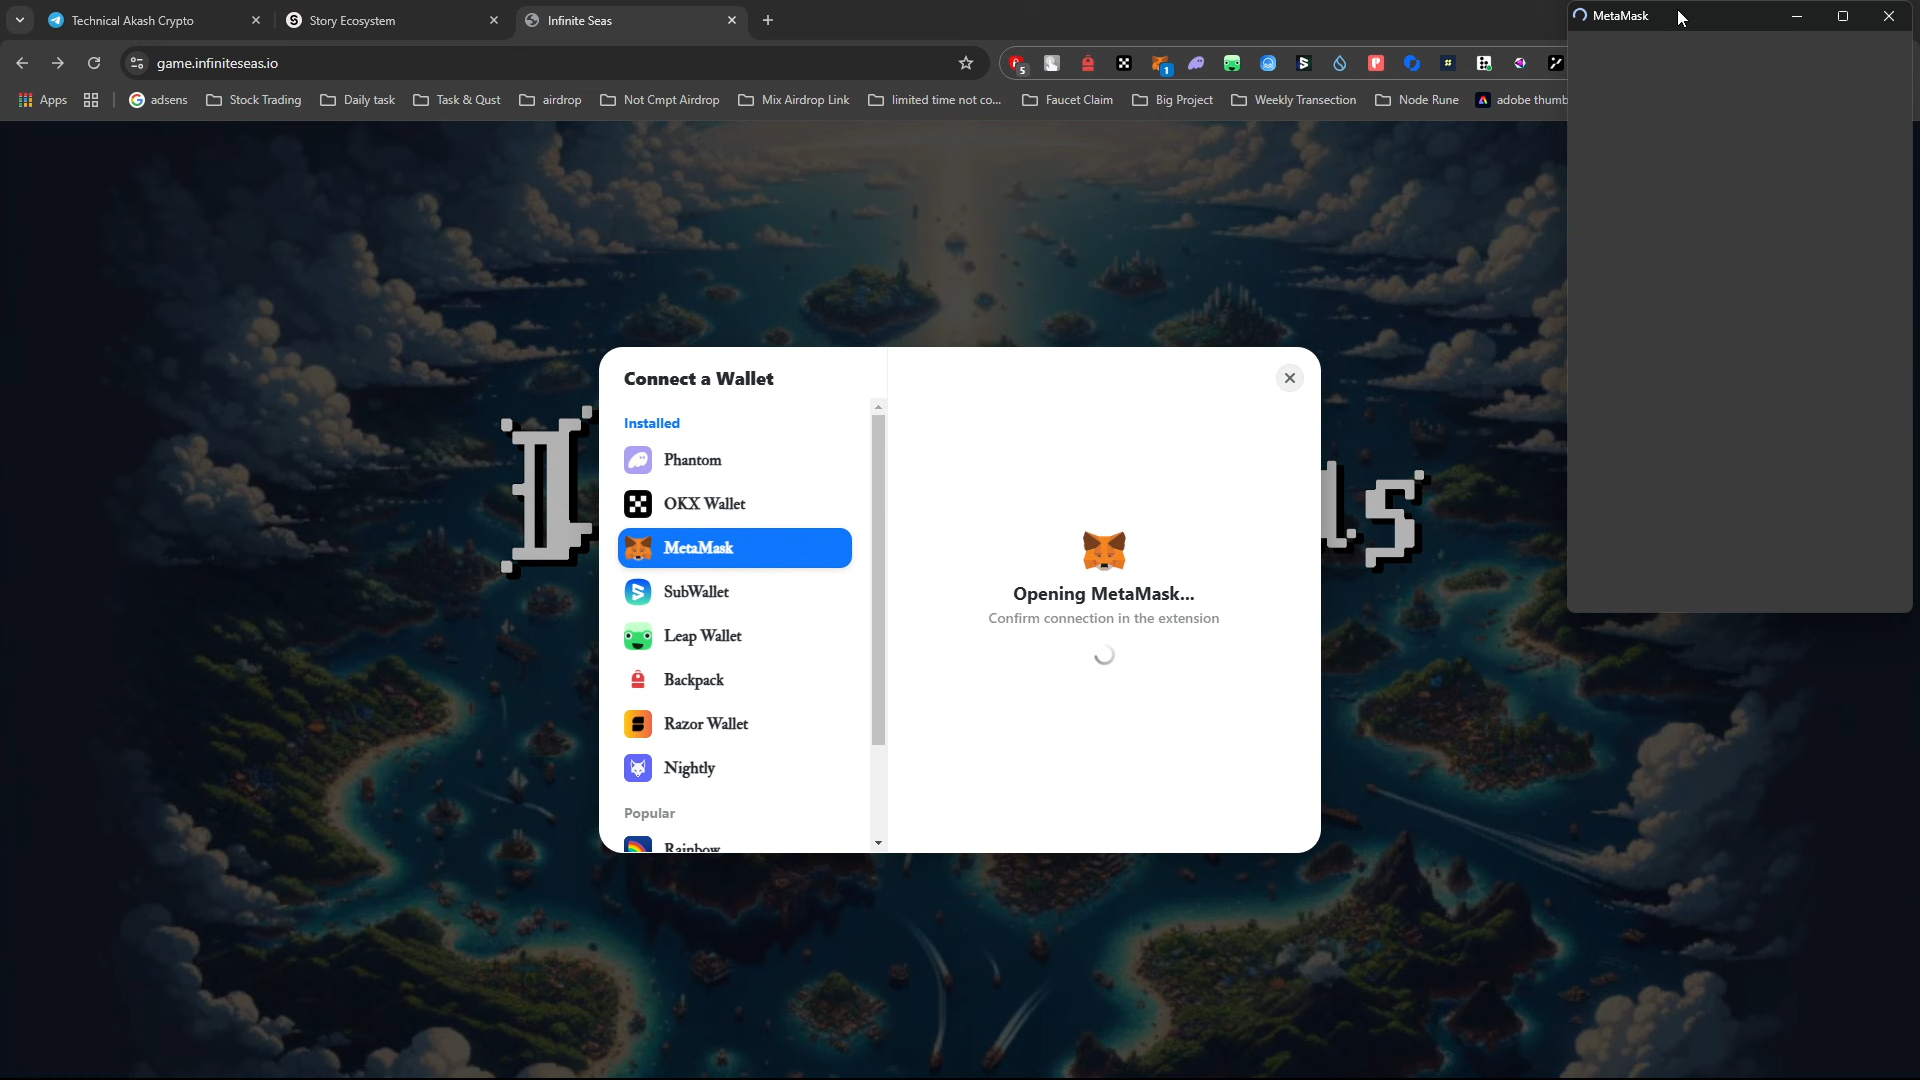 Technical Akash Crypto
Story Ecosystem
Infinite Seas
MetaMask
game.infiniteseas.io
5
1
Apps
adsens
Stock Trading
Daily task
Task & Qust
airdrop
Not Cmpt Airdrop
Mix Airdrop Link
limited time not co...
Faucet Claim
Big Project
Weekly Transection
Node Rune
adobe thumb
Connect a Wallet
Installed
Phantom
OKX Wallet
MetaMask
SubWallet
Leap Wallet
Backpack
Razor Wallet
Nightly
Popular
Rainbow
Opening MetaMask...
Confirm connection in the extension